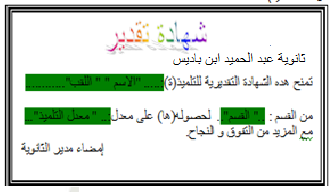 شهادة تقدير
ثانوية عبد الحميد ابن باديس
تمنح هده الشهادة التقديرية للتلميذ(ة):......"الاسم " " اللقب"............
من القسم : .." القسم".. لحصوله(ها) على معدل:... " معدل التلميذ"...
مع المزيد من التفوق و النجاح.
إمضاء مدير الثانوية